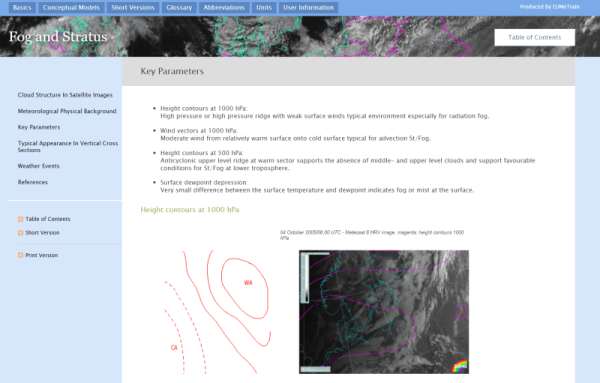 Basics Conceptual Models Short Versions Glossary Abbreviations Units User Information Produced by EUMeTrain
Fog and Stratus
Table of Contents
Key Parameters
Cloud Structure In Satellite Images
Meteorological Physical Background
Key Parameters
Typical Appearance In Vertical Cross
Sections
Weather Events
References
Table of Contents
Short Version
Print Version
Height contours at 1000 hPa:
High pressure or high pressure ridge with weak surface winds typical environment especially for radiation fog.
Wind vectors at 1000 hPa:
Moderate wind from relatively warm surface onto cold surface typical for advection St/Fog.
Height contours at 500 hPa:
Anticyclonic upper level ridge at warm sector supports the absence of middle- and upper level clouds and support favourable
conditions for St/Fog at lower troposphere.
Surface dewpoint depression:
Very small difference between the surface temperature and dewpoint indicates fog or mist at the surface.
Height contours at 1000 hPa
04 October 2005/06.00 UTC - Meteosat 8 HRV image; magenta: height contours 1000
hPa
WA
CA